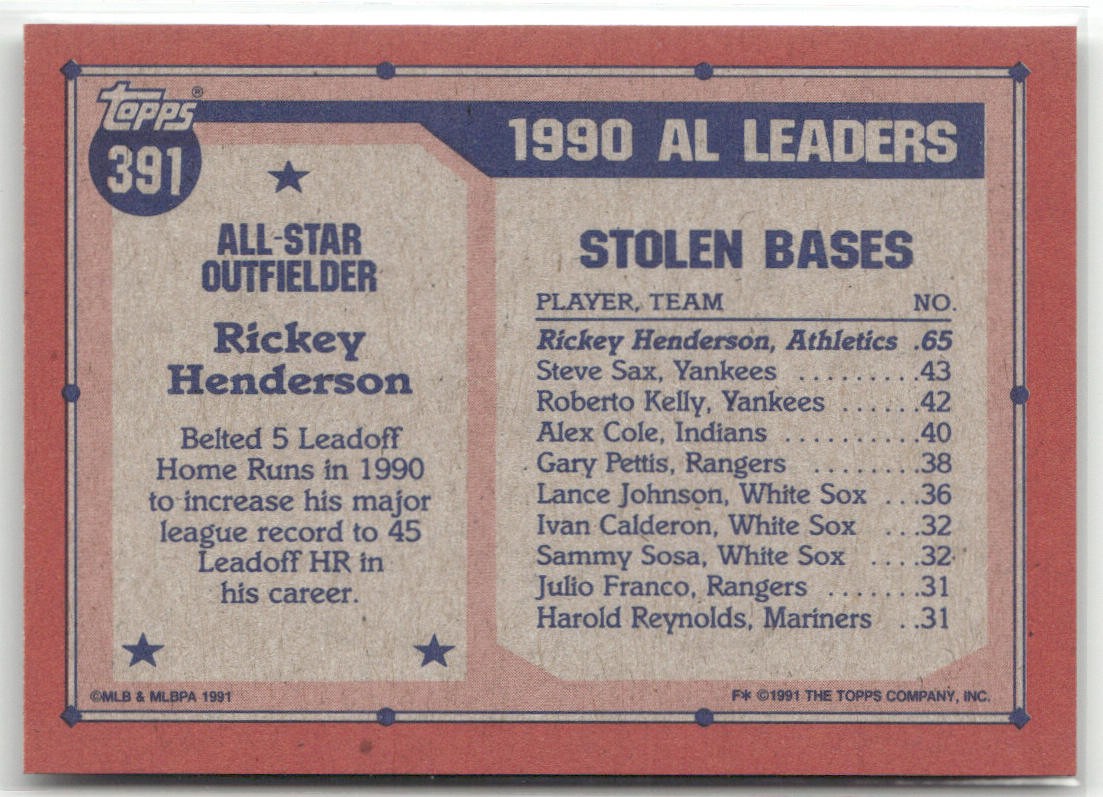 Topps®
391
1990 AL LEADERS
ALL-STAR
OUTFIELDER
Rickey
Henderson
Belted 5 Leadoff
Home Runs in 1990
to increase his major
league record to 45
Leadoff HR in
his career.
STOLEN BASES
PLAYER, TEAM NO.
Rickey Henderson, Athletics .65
Steve Sax, Yankees .........43
Roberto Kelly, Yankees ......42
Alex Cole, Indians ..........40
Gary Pettis, Rangers ........38
Lance Johnson, White Sox ...36
Ivan Calderon, White Sox ...32
Sammy Sosa, White Sox ....32
Julio Franco, Rangers .......31
Harold Reynolds, Mariners ..31
©MLB & MLBPA 1991
F* ©1991 THE TOPPS COMPANY, INC.